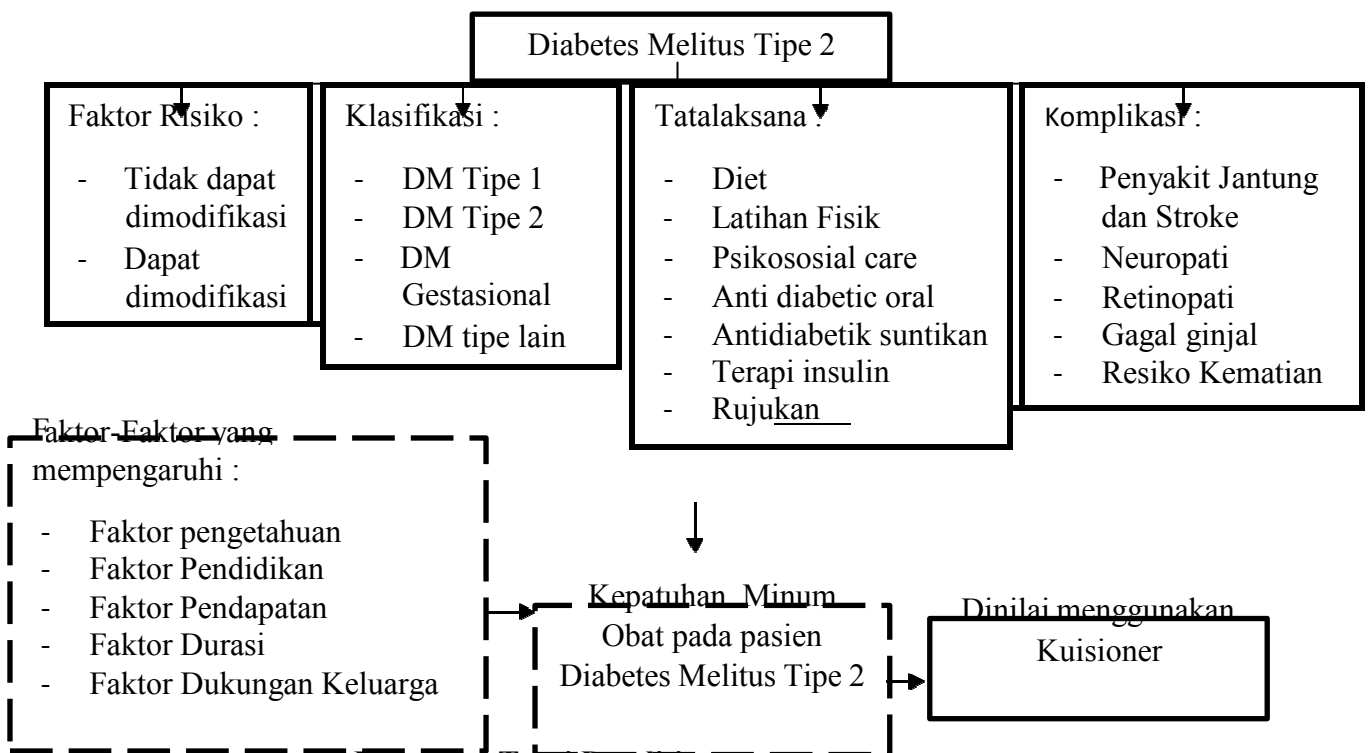 Diabetes Melitus Tipe 2
Faktor Risiko :
- Tidak dapat
dimodifikasi
- Dapat
dimodifikasi
Klasifikasi :
- DM Tipe 1
- DM Tipe 2
- DM
Gestasional
- DM tipe lain
Tatalaksana :
- Diet
- Latihan Fisik
- Psikososial care
- Anti diabetic oral
- Antidiabetik suntikan
- Terapi insulin
- Rujukan
Komplikasi :
- Penyakit Jantung
dan Stroke
- Neuropati
- Retinopati
- Gagal ginjal
- Resiko Kematian
Faktor-Faktor yang
mempengaruhi :
- Faktor pengetahuan
- Faktor Pendidikan
- Faktor Pendapatan
- Faktor Durasi
- Faktor Dukungan Keluarga
Kepatuhan Minum
Obat pada pasien
Diabetes Melitus Tipe 2
Dinilai menggunakan
Kuisioner